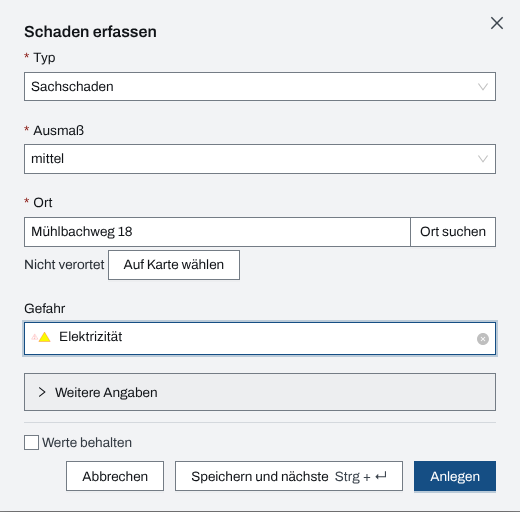 Schaden erfassen
* Typ
Sachschaden
* Ausmaß
mittel
* Ort
Mühlbachweg 18
Ort suchen
Nicht verortet
Auf Karte wählen
Gefahr
Elektrizität
Weitere Angaben
Werte behalten
Abbrechen
Speichern und nächste Strg + ↵
Anlegen